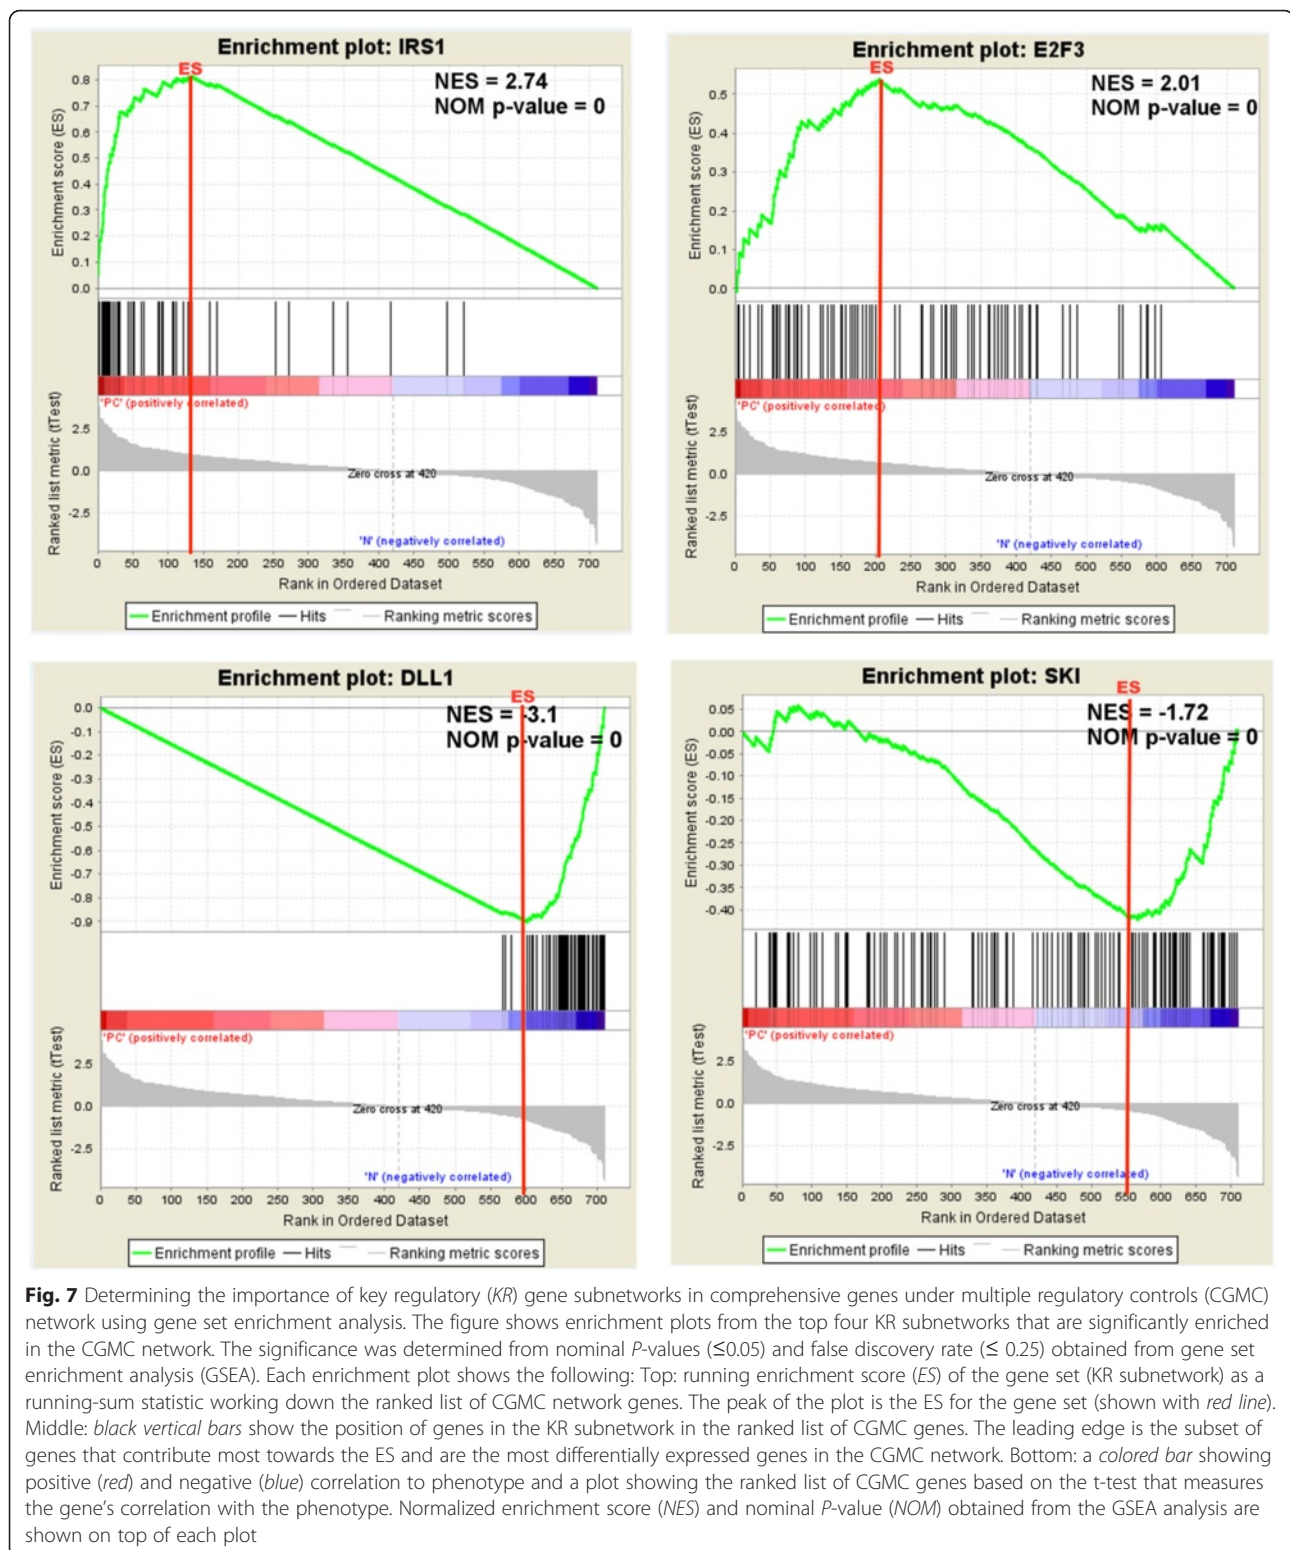 Enrichment plot: IRS1
ES
NES = 2.74
NOM p-value = 0
Enrichment score (ES)
0.8
0.7
0.6
0.5
0.4
0.3
0.2
0.1
0.0
'PC' (positively correlated)
Ranked list metric (tTest)
2.5
0.0
-2.5
Zero cross at 420
'N' (negatively correlated)
0 50 100 150 200 250 300 350 400 450 500 550 600 650 700
Rank in Ordered Dataset
Enrichment profile Hits Ranking metric scores
Enrichment plot: E2F3
ES
NES = 2.01
NOM p-value = 0
Enrichment score (ES)
0.5
0.4
0.3
0.2
0.1
0.0
'PC' (positively correlated)
Ranked list metric (tTest)
2.5
0.0
-2.5
Zero cross at 420
'N' (negatively correlated)
0 50 100 150 200 250 300 350 400 450 500 550 600 650 700
Rank in Ordered Dataset
Enrichment profile Hits Ranking metric scores
Enrichment plot: DLL1
ES
NES = -3.1
NOM p-value = 0
Enrichment score (ES)
0.0
-0.1
-0.2
-0.3
-0.4
-0.5
-0.6
-0.7
-0.8
-0.9
'PC' (positively correlated)
Ranked list metric (tTest)
2.5
0.0
-2.5
Zero cross at 420
'N' (negatively correlated)
0 50 100 150 200 250 300 350 400 450 500 550 600 650 700
Rank in Ordered Dataset
Enrichment profile Hits Ranking metric scores
Enrichment plot: SKI
ES
NES = -1.72
NOM p-value = 0
Enrichment score (ES)
0.05
0.00
-0.05
-0.10
-0.15
-0.20
-0.25
-0.30
-0.35
-0.40
'PC' (positively correlated)
Ranked list metric (tTest)
2.5
0.0
-2.5
Zero cross at 420
'N' (negatively correlated)
0 50 100 150 200 250 300 350 400 450 500 550 600 650 700
Rank in Ordered Dataset
Enrichment profile Hits Ranking metric scores
Fig. 7 Determining the importance of key regulatory (KR) gene subnetworks in comprehensive genes under multiple regulatory controls (CGMC)
network using gene set enrichment analysis. The figure shows enrichment plots from the top four KR subnetworks that are significantly enriched
in the CGMC network. The significance was determined from nominal P-values (≤0.05) and false discovery rate (≤ 0.25) obtained from gene set
enrichment analysis (GSEA). Each enrichment plot shows the following: Top: running enrichment score (ES) of the gene set (KR subnetwork) as a
running-sum statistic working down the ranked list of CGMC network genes. The peak of the plot is the ES for the gene set (shown with red line).
Middle: black vertical bars show the position of genes in the KR subnetwork in the ranked list of CGMC genes. The leading edge is the subset of
genes that contribute most towards the ES and are the most differentially expressed genes in the CGMC network. Bottom: a colored bar showing
positive (red) and negative (blue) correlation to phenotype and a plot showing the ranked list of CGMC genes based on the t-test that measures
the gene's correlation with the phenotype. Normalized enrichment score (NES) and nominal P-value (NOM) obtained from the GSEA analysis are
shown on top of each plot